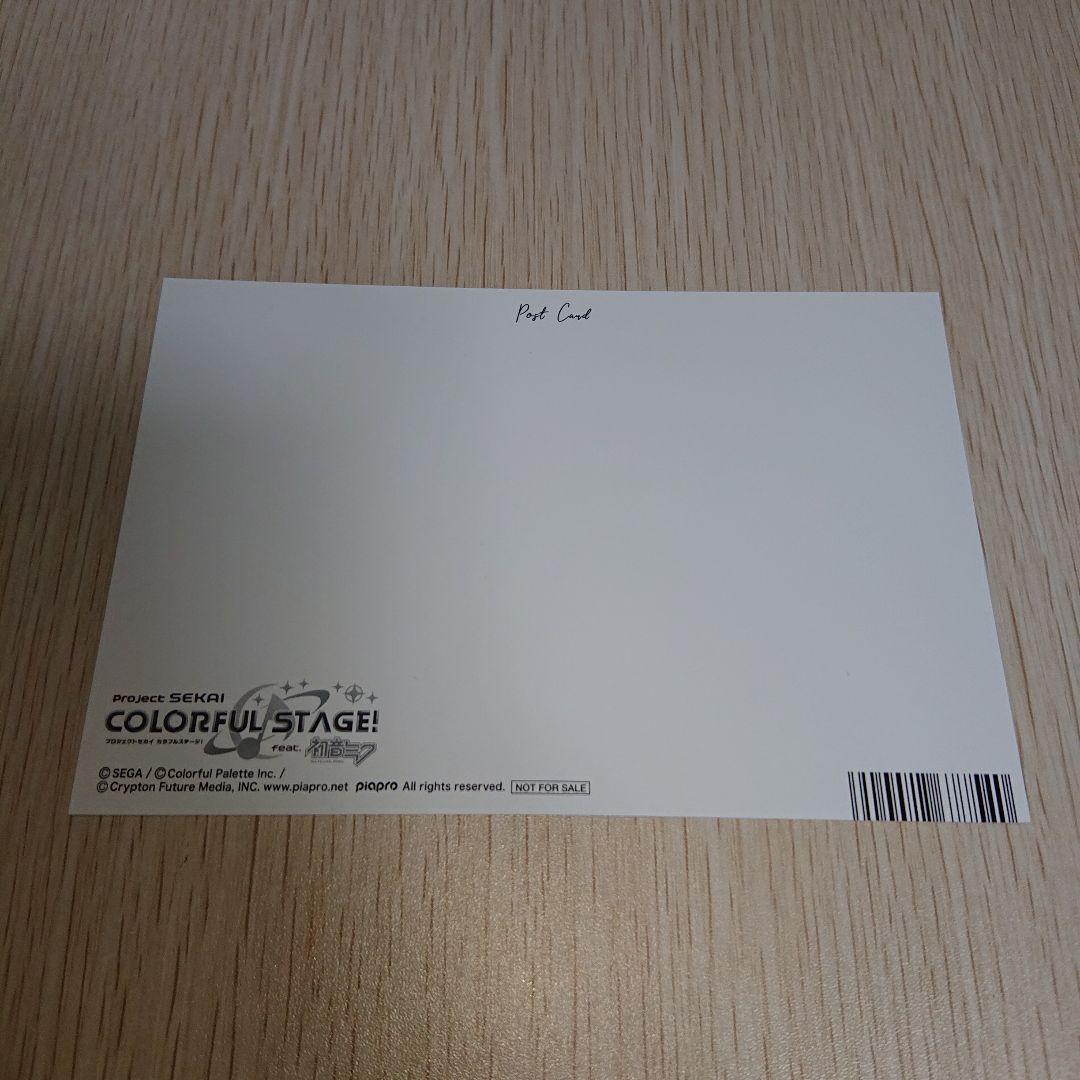 Post Card
Project SEKAI
COLORFUL STAGE!
プロジェクトセカイ カラフルステージ!
feat. 初音ミク
©SEGA / ©Colorful Palette Inc. /
©Crypton Future Media, INC. www.piapro.net piapro All rights reserved. NOT FOR SALE